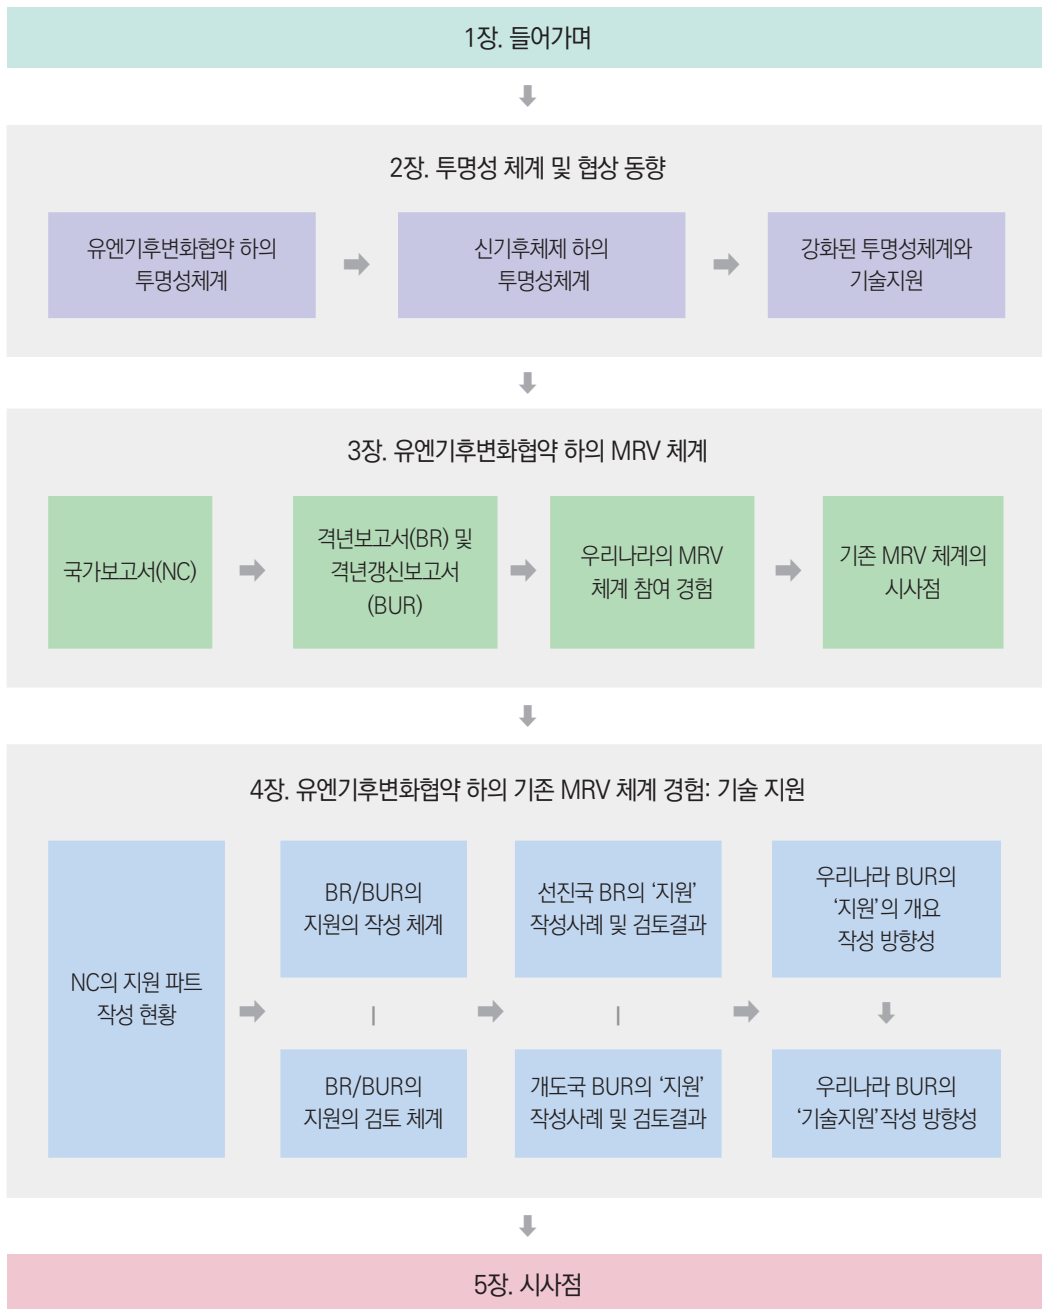 1장. 들어가며
2장. 투명성 체계 및 협상 동향
유엔기후변화협약 하의
투명성체계
신기후체제 하의
투명성체계
강화된 투명성체계와
기술지원
3장. 유엔기후변화협약 하의 MRV 체계
국가보고서(NC)
격년보고서(BR) 및
격년갱신보고서
(BUR)
우리나라의 MRV
체계 참여 경험
기존 MRV 체계의
시사점
4장. 유엔기후변화협약 하의 기존 MRV 체계 경험: 기술 지원
NC의 지원 파트
작성 현황
BR/BUR의
지원의 작성 체계
BR/BUR의
지원의 검토 체계
선진국 BR의 ‘지원’
작성사례 및 검토결과
개도국 BUR의 ‘지원’
작성사례 및 검토결과
우리나라 BUR의
‘지원’의 개요
작성 방향성
우리나라 BUR의
‘기술지원’작성 방향성
5장. 시사점